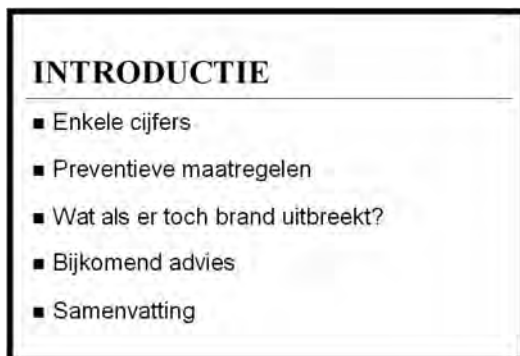 INTRODUCTIE
■ Enkele cijfers
■ Preventieve maatregelen
■ Wat als er toch brand uitbreekt?
■ Bijkomend advies
■ Samenvatting